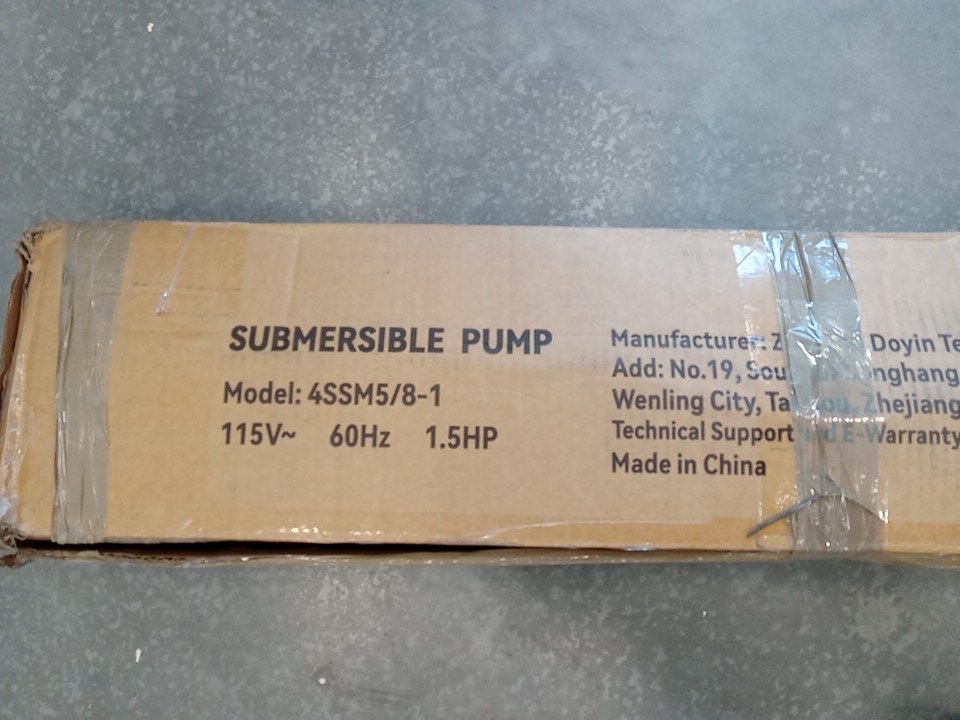 SUBMERSIBLE PUMP
Model: 4SSM5/8-1
115V~ 60Hz 1.5HP
Manufacturer: Doyin
Add: No.19,
Wenling City, Zhejiang
Technical Support E-Warranty
Made in China